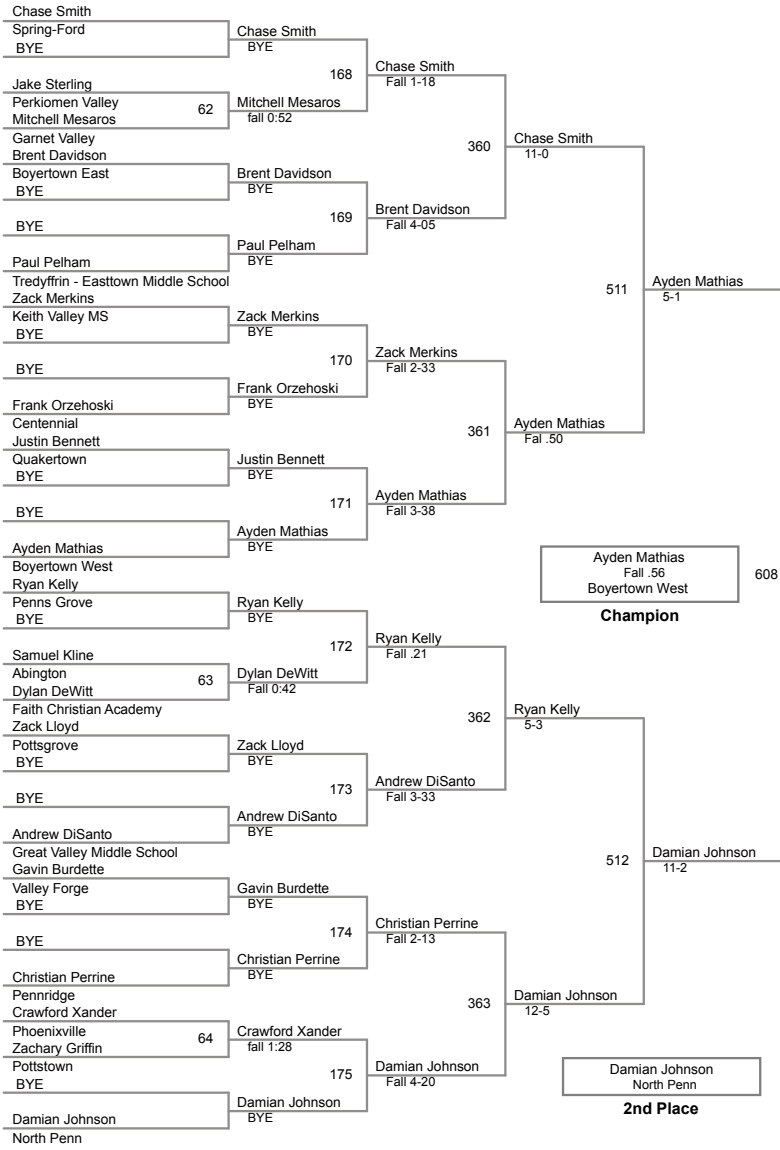 Chase Smith
Spring-Ford
BYE
Jake Sterling
Perkiomen Valley
Mitchell Mesaros
Garnet Valley
Brent Davidson
Boyertown East
BYE
BYE
Paul Pelham
Tredyffrin - Easttown Middle School
Zack Merkins
Keith Valley MS
BYE
BYE
Frank Orzehoski
Centennial
Justin Bennett
Quakertown
BYE
BYE
Ayden Mathias
Boyertown West
Ryan Kelly
Penns Grove
BYE
Samuel Kline
Abington
Dylan DeWitt
Faith Christian Academy
Zack Lloyd
Pottsgrove
BYE
BYE
Andrew DiSanto
Great Valley Middle School
Gavin Burdette
Valley Forge
BYE
BYE
Christian Perrine
Pennridge
Crawford Xander
Phoenixville
Zachary Griffin
Pottstown
BYE
Damian Johnson
North Penn
62
63
64
Chase Smith
BYE
168
Mitchell Mesaros
fall 0:52
Brent Davidson
BYE
169
Paul Pelham
BYE
Zack Merkins
BYE
170
Frank Orzehoski
BYE
Justin Bennett
BYE
171
Ayden Mathias
BYE
Ryan Kelly
BYE
172
Dylan DeWitt
Fall 0:42
Zack Lloyd
BYE
173
Andrew DiSanto
BYE
Gavin Burdette
BYE
174
Christian Perrine
BYE
Crawford Xander
fall 1:28
175
Damian Johnson
BYE
Chase Smith
Fall 1-18
360
Brent Davidson
Fall 4-05
Zack Merkins
Fall 2-33
361
Ayden Mathias
Fall 3-38
Ryan Kelly
Fall .21
362
Andrew DiSanto
Fall 3-33
Christian Perrine
Fall 2-13
363
Damian Johnson
Fall 4-20
Chase Smith
11-0
511
Ayden Mathias
Fal .50
Ryan Kelly
5-3
512
Damian Johnson
12-5
Ayden Mathias
5-1
Damian Johnson
11-2
Ayden Mathias
Fall .56
Boyertown West
608
Champion
Damian Johnson
North Penn
2nd Place